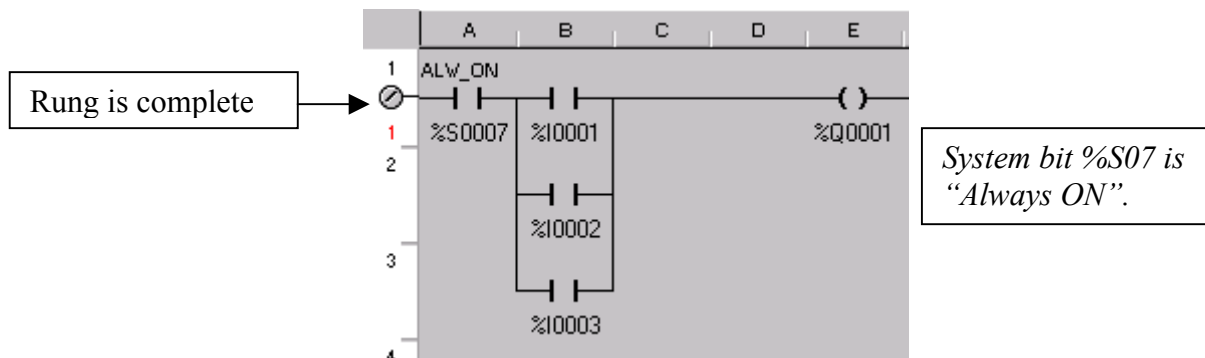 A B C D E
1 ALW_ON
Rung is complete
1 %S0007 %I0001 %Q0001
2
System bit %S07 is
"Always ON".
%I0002
3
%I0003
4